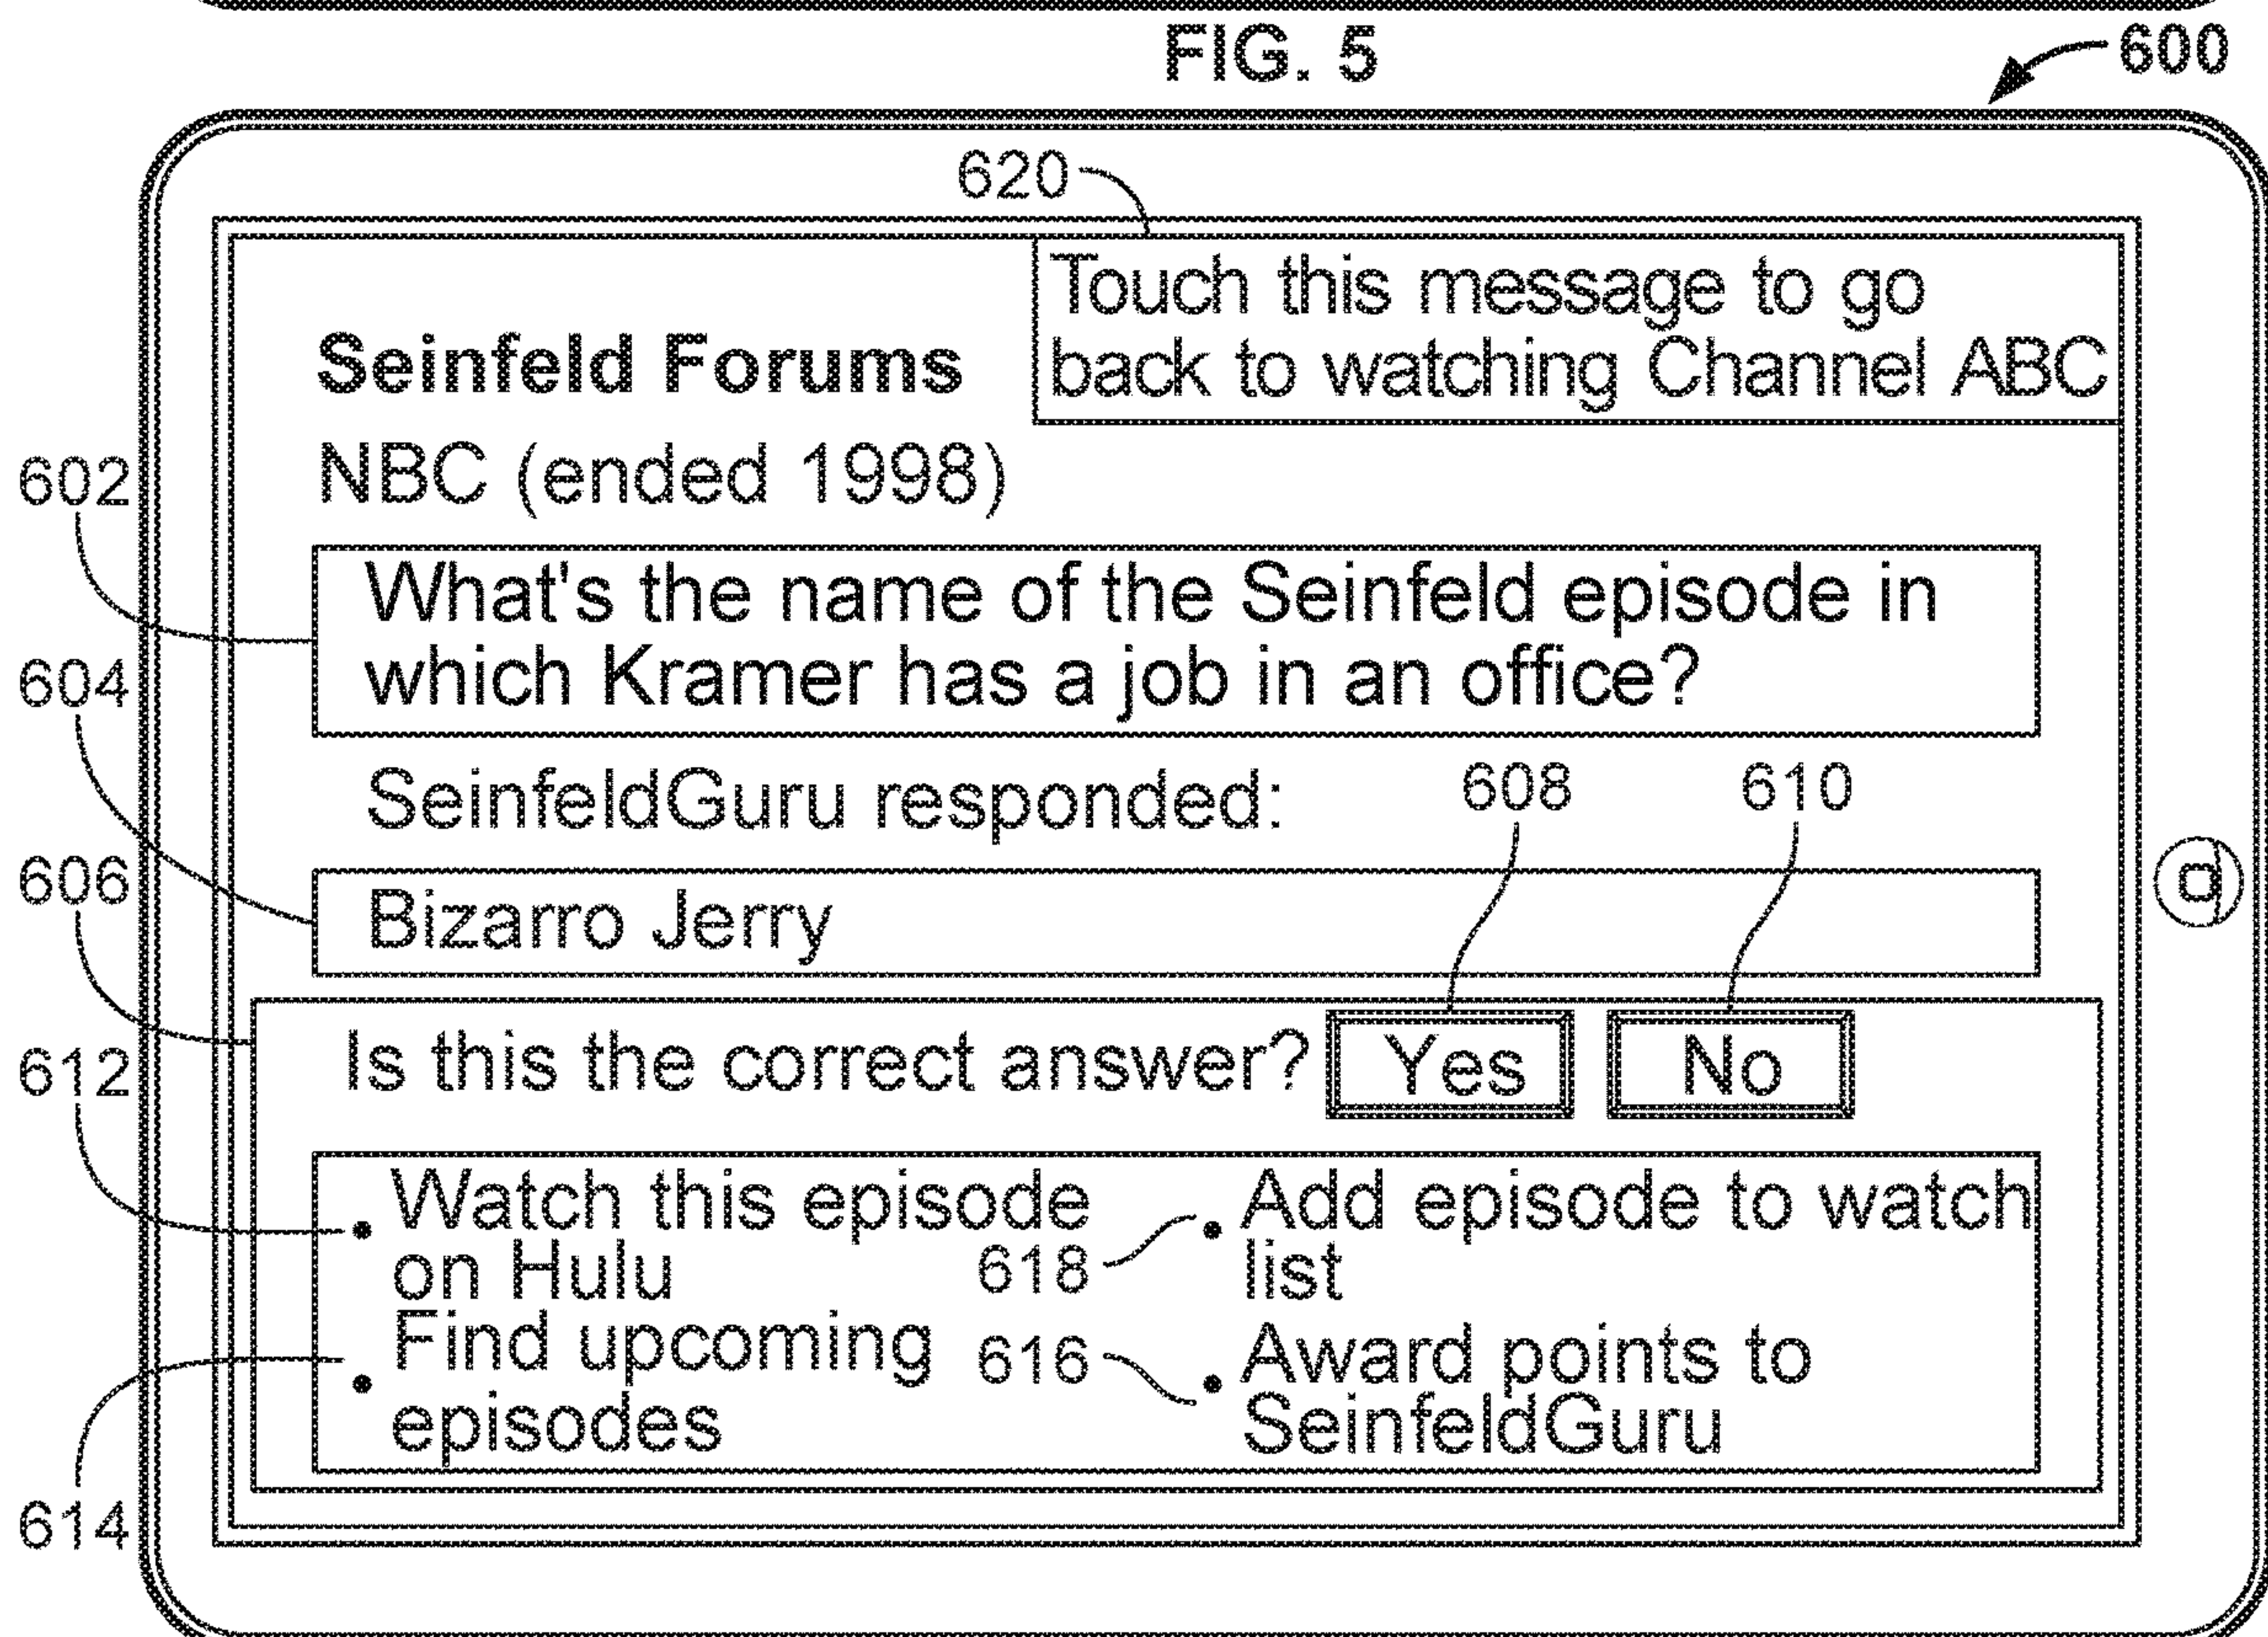 FIG. 5
600
620
Touch this message to go
back to watching Channel ABC
Seinfeld Forums
NBC (ended 1998)
602
What's the name of the Seinfeld episode in
which Kramer has a job in an office?
604
SeinfeldGuru responded:
608
610
606
Bizarro Jerry
Is this the correct answer? Yes No
612
• Watch this episode
on Hulu
618
• Add episode to watch
list
• Find upcoming
episodes
616
• Award points to
SeinfeldGuru
614